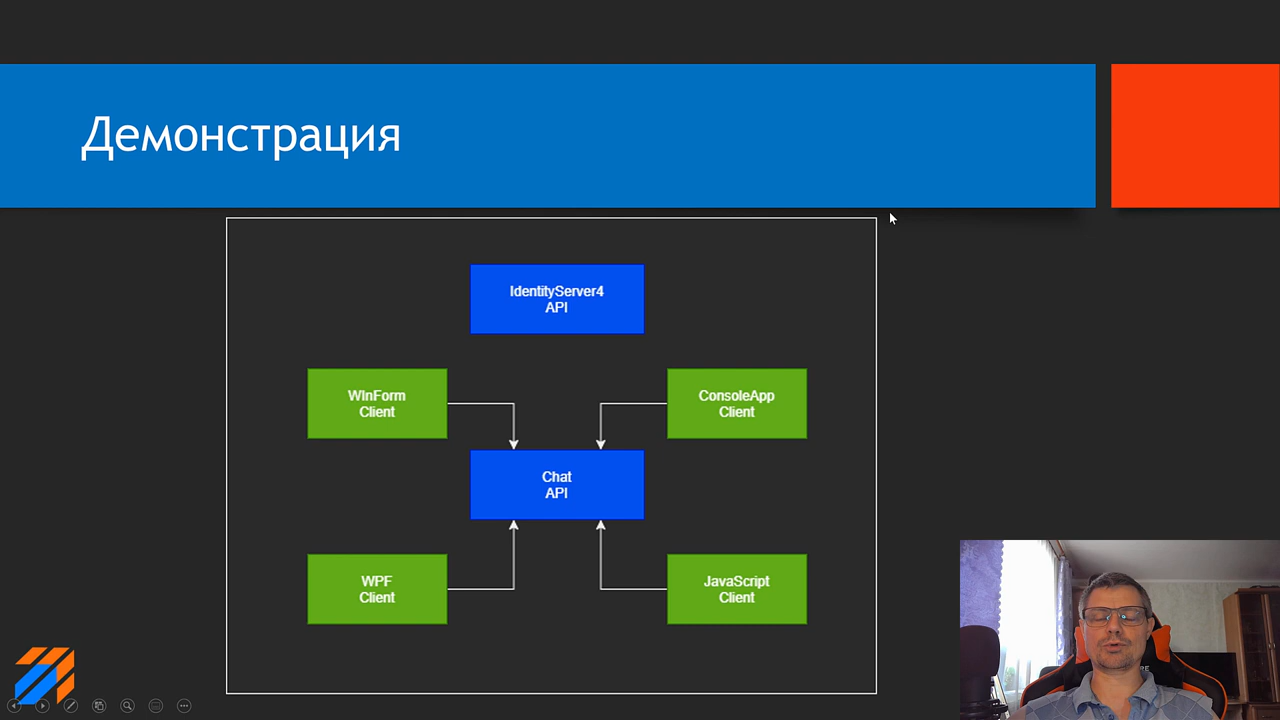 Демонстрация
IdentityServer4
API
WInForm
Client
ConsoleApp
Client
Chat
API
WPF
Client
JavaScript
Client